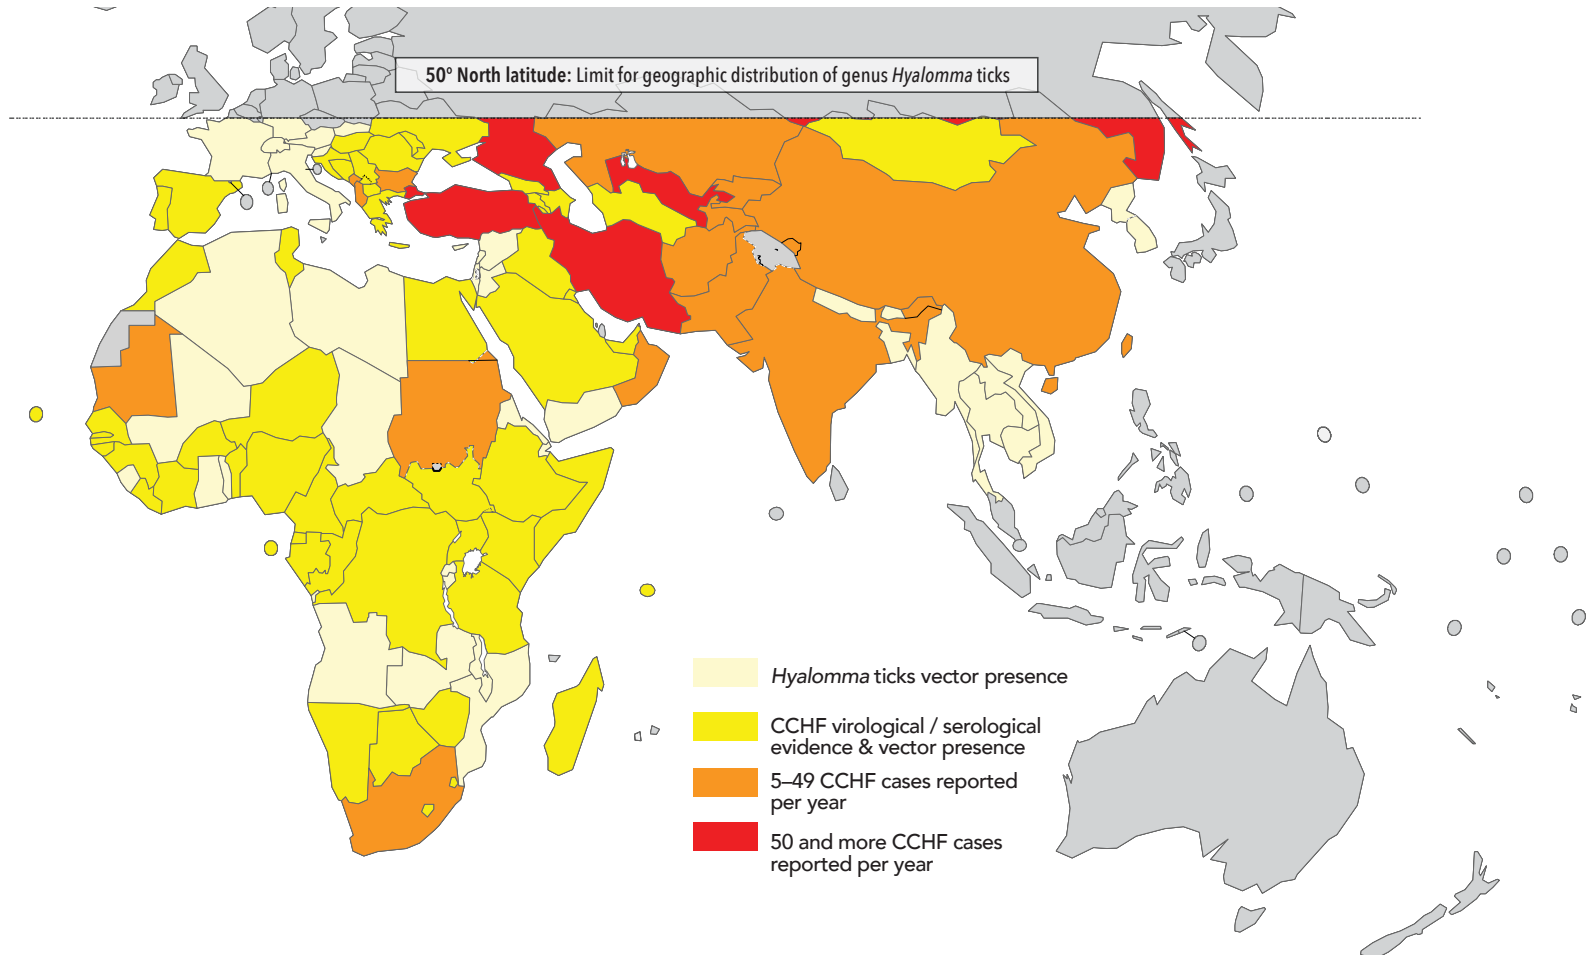 50º North latitude: Limit for geographic distribution of genus Hyalomma ticks
Hyalomma ticks vector presence
CCHF virological / serological
evidence & vector presence
5–49 CCHF cases reported
per year
50 and more CCHF cases
reported per year